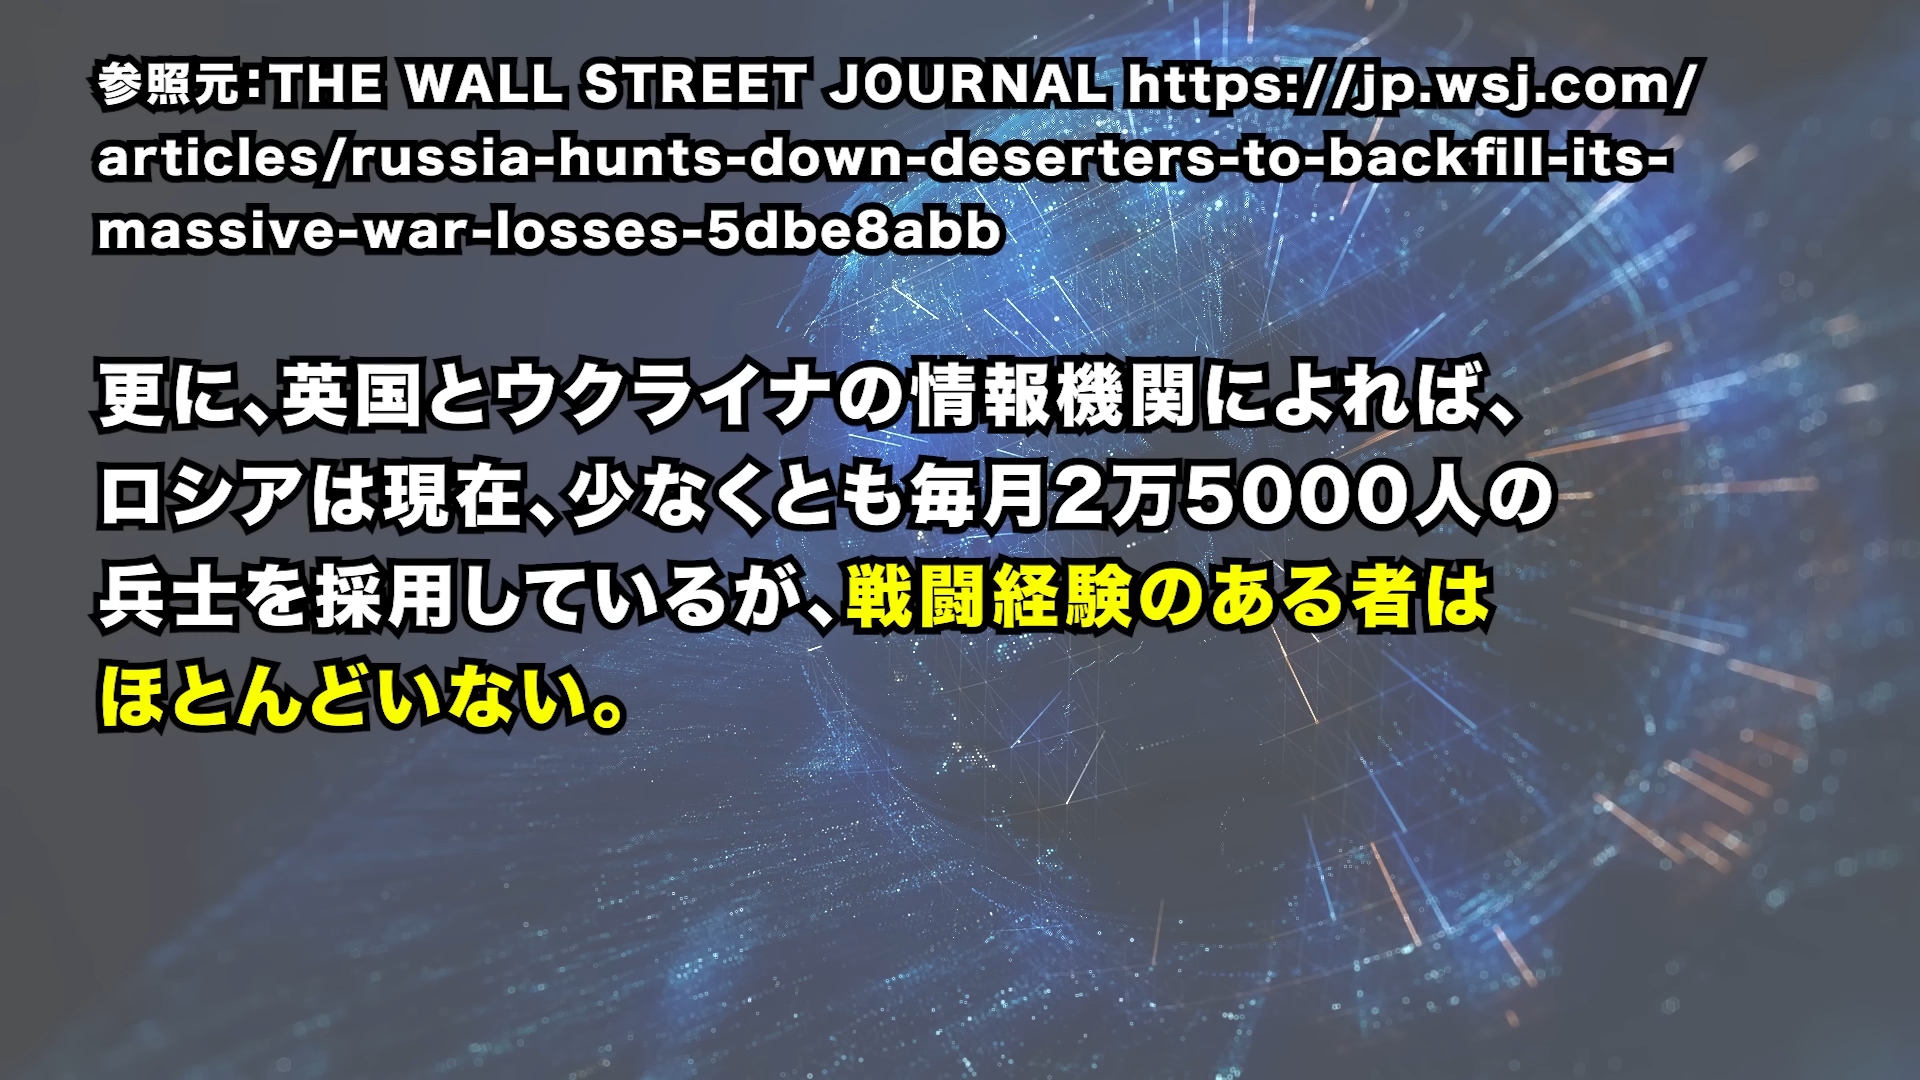 参照元：THE WALL STREET JOURNAL https://jp.wsj.com/
articles/russia-hunts-down-deserters-to-backfill-its-
massive-war-losses-5dbe8abb
更に、英国とウクライナの情報機関によれば、
ロシアは現在、少なくとも毎月2万5000人の
兵士を採用しているが、戦闘経験のある者は
ほとんどいない。